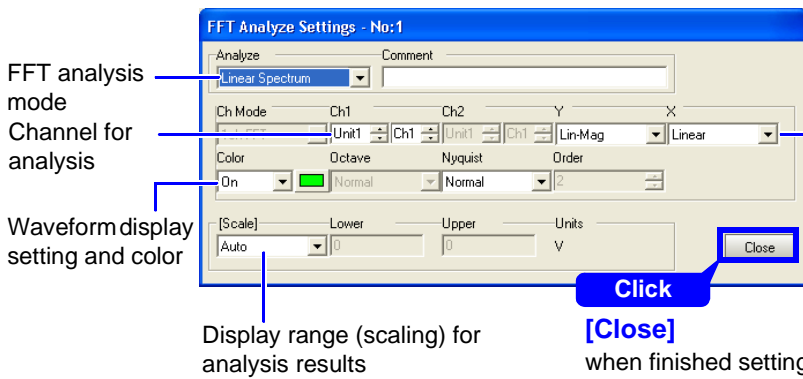 FFT Analyze Settings - No:1
Analyze Comment
Linear Spectrum
FFT analysis
mode
Ch Mode Ch1 Ch2 Y X
1ch FFT Unit1 Ch1 Unit1 Ch1 Lin-Mag Linear
Channel for
analysis
Color Octave Nyquist Order
On Normal Normal 2
Waveform display
setting and color
[Scale] Lower Upper Units
Auto 0 0 V
Close
Click
[Close]
when finished setting
Display range (scaling) for
analysis results